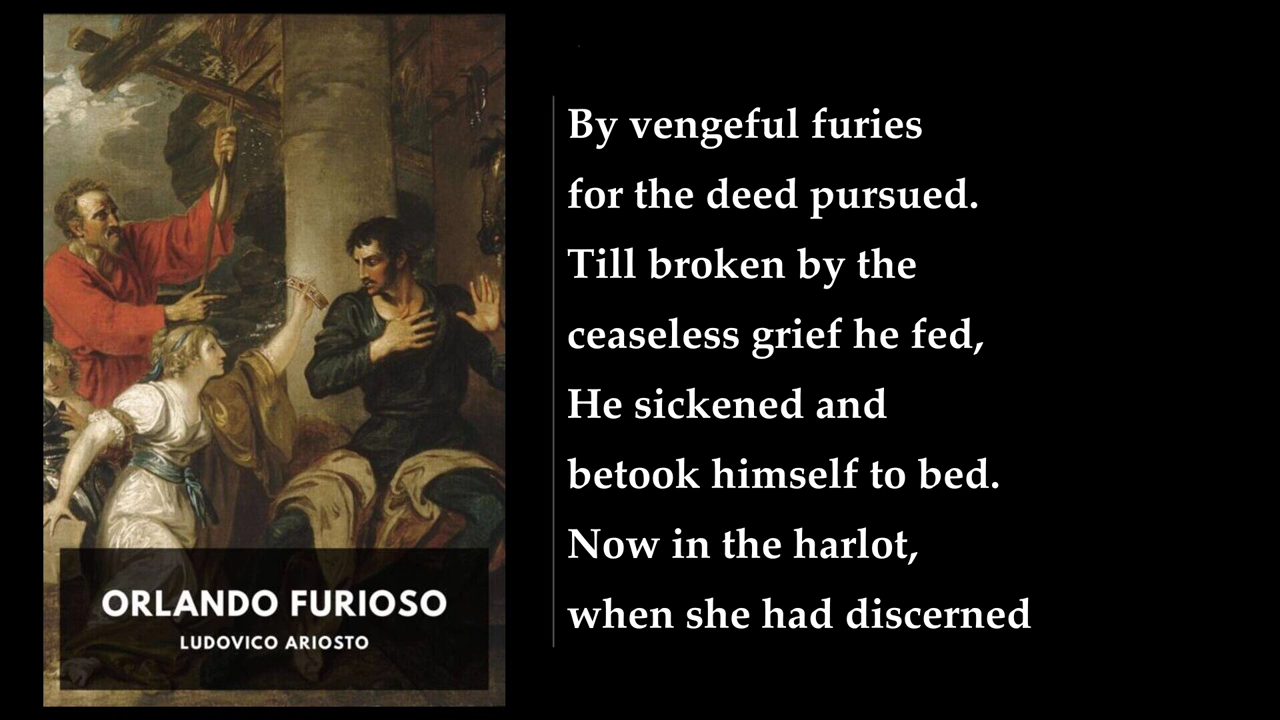 ORLANDO FURIOSO
LUDOVICO ARIOSTO
By vengeful furies
for the deed pursued.
Till broken by the
ceaseless grief he fed,
He sickened and
betook himself to bed.
Now in the harlot,
when she had discerned